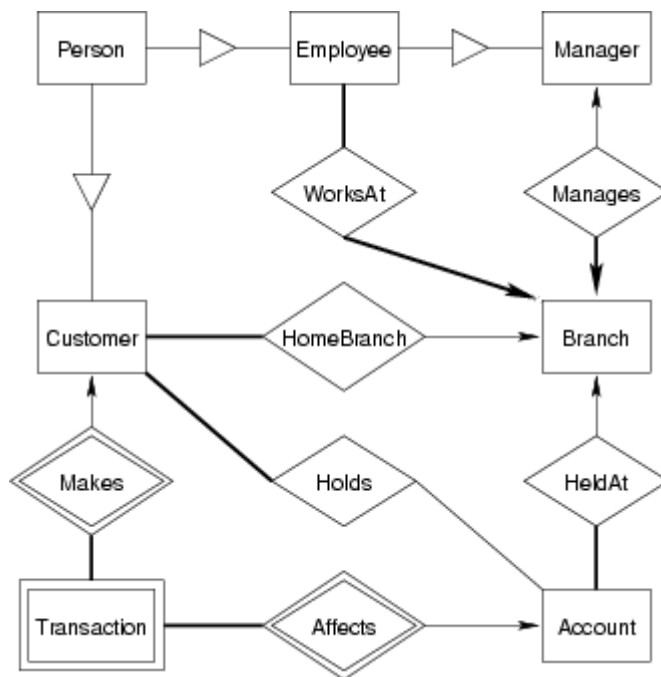 Person
Employee
Manager
WorksAt
Manages
Customer
HomeBranch
Branch
Makes
Holds
HeldAt
Transaction
Affects
Account